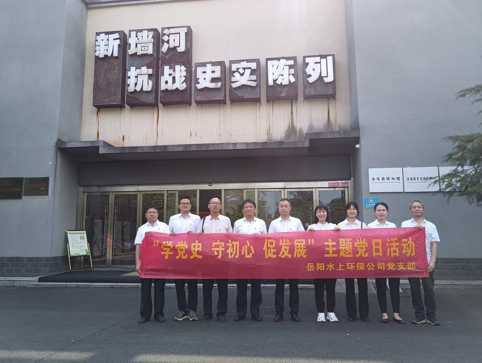 新墙河
抗战史实陈列
"学党史 守初心 促发展"主题党日活动
岳阳水上环保公司党支部